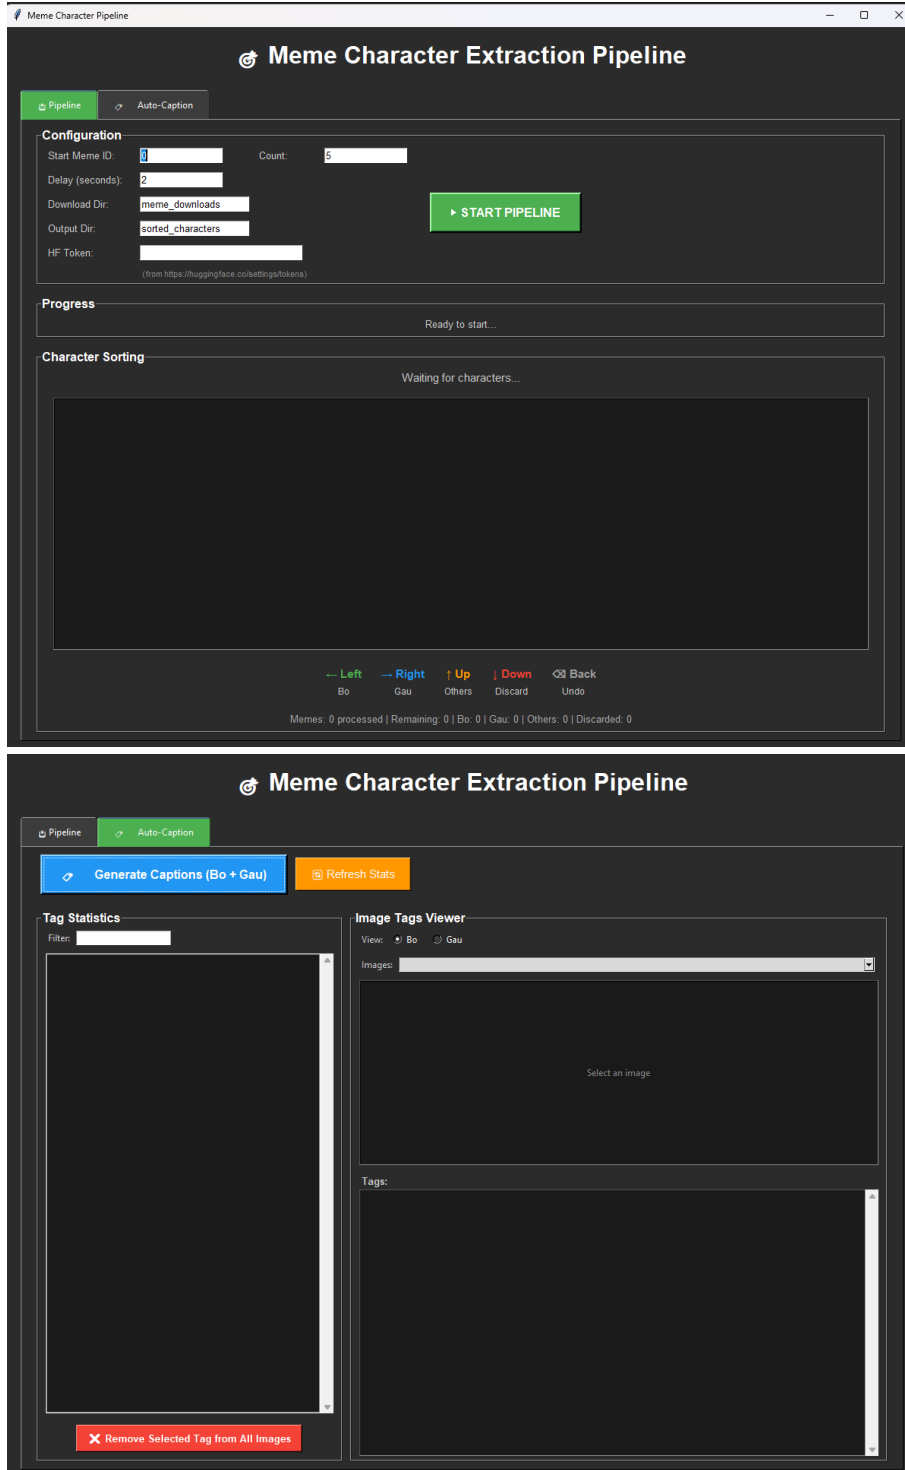 Meme Character Pipeline
Meme Character Extraction Pipeline
Pipeline Auto-Caption
Configuration
Start Meme ID: 0 Count: 5
Delay (seconds): 2
Download Dir: meme_downloads
▶ START PIPELINE
Output Dir: sorted_characters
HF Token:
(from https://huggingface.co/settings/tokens)
Progress
Ready to start...
Character Sorting
Waiting for characters...
← Left → Right ↑ Up ↓ Down ⌫ Back
Bo Gau Others Discard Undo
Memes: 0 processed | Remaining: 0 | Bo: 0 | Gau: 0 | Others: 0 | Discarded: 0
Meme Character Extraction Pipeline
Pipeline Auto-Caption
Generate Captions (Bo + Gau) Refresh Stats
Tag Statistics
Filter:
Image Tags Viewer
View: Bo Gau
Images:
Select an image
Tags:
Remove Selected Tag from All Images